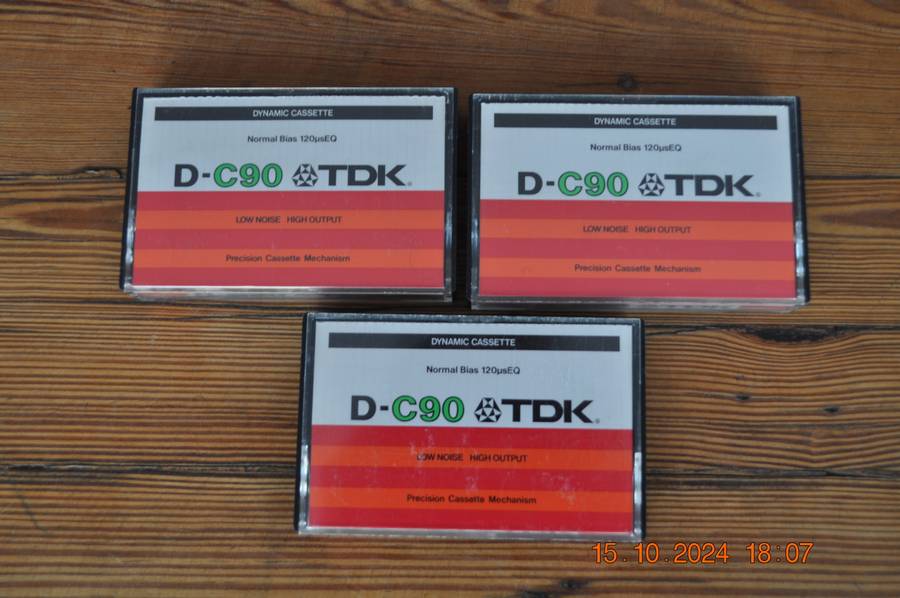 DYNAMIC CASSETTE
Normal Bias 120µsEQ
D-C90 TDK®
LOW NOISE HIGH OUTPUT
Precision Cassette Mechanism
DYNAMIC CASSETTE
Normal Bias 120µsEQ
D-C90 TDK®
LOW NOISE HIGH OUTPUT
Precision Cassette Mechanism
DYNAMIC CASSETTE
Normal Bias 120µsEQ
D-C90 TDK®
LOW NOISE HIGH OUTPUT
Precision Cassette Mechanism
15.10.2024 18:07